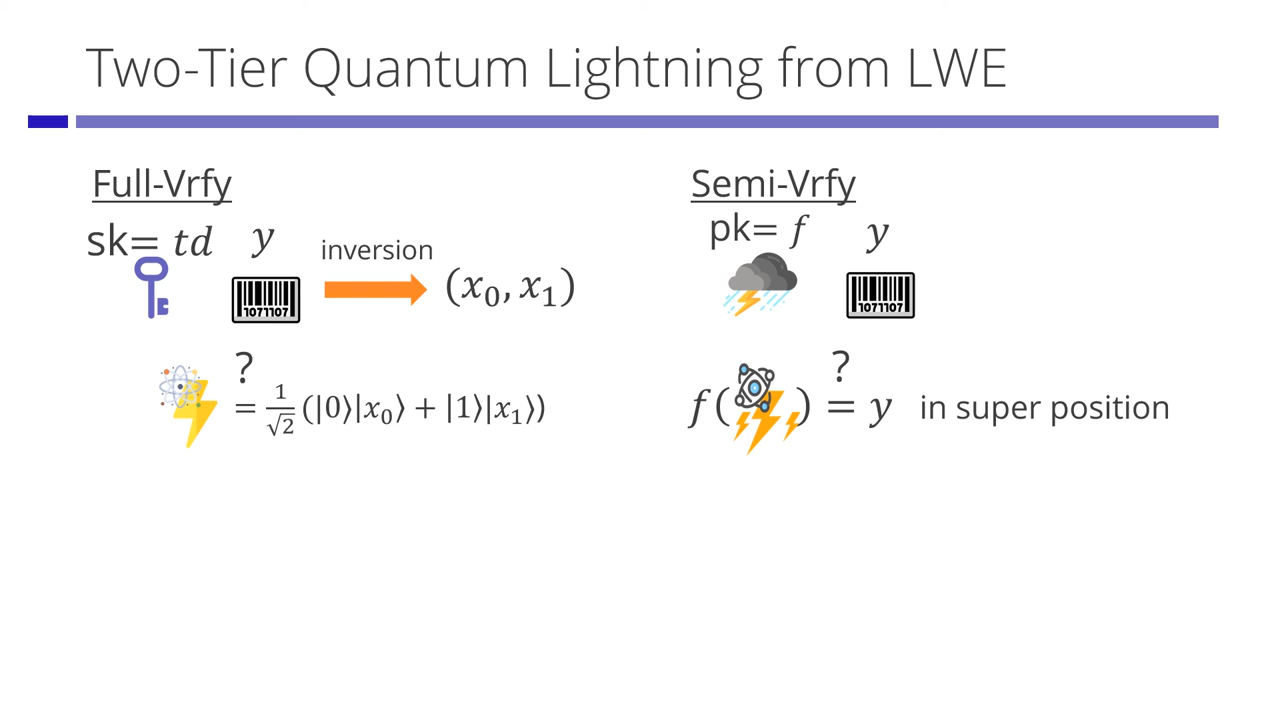 Two-Tier Quantum Lightning from LWE
Full-Vrfy
sk= td y
inversion
1071107
(x₀, x₁)
?
= 1/√2 (|0⟩|x₀⟩ + |1⟩|x₁⟩)
Semi-Vrfy
pk= f y
1071107
?
f( ) = y in super position